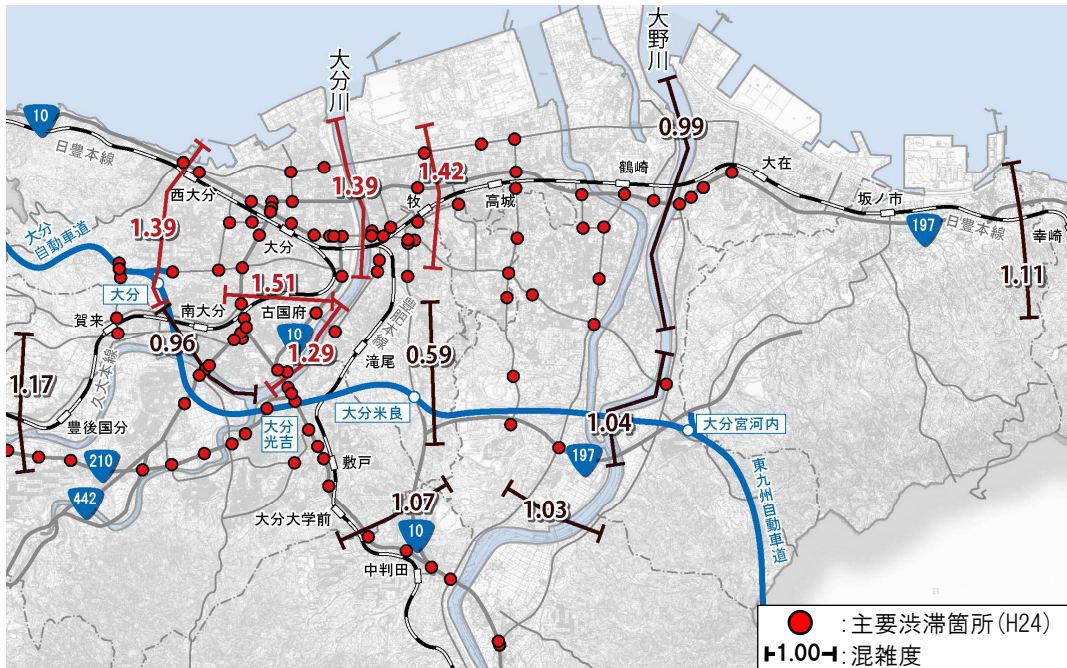 大分川
大野川
10
日豊本線
0.99
大在
西大分
1.39
1.42
鶴崎
牧
高城
坂ノ市
197
日豊本線
幸崎
大分
自動車道
1.39
大分
1.11
大分
1.51
南大分
古国府
10
豊肥本線
賀来
0.96
1.29
滝尾
0.59
1.17
久大本線
大分米良
豊後国分
大分
光吉
1.04
大分宮河内
210
敷戸
197
442
大分大学前
1.07
1.03
東九州自動車道
10
中判田
:主要渋滞箇所(H24)
1.00
:混雑度